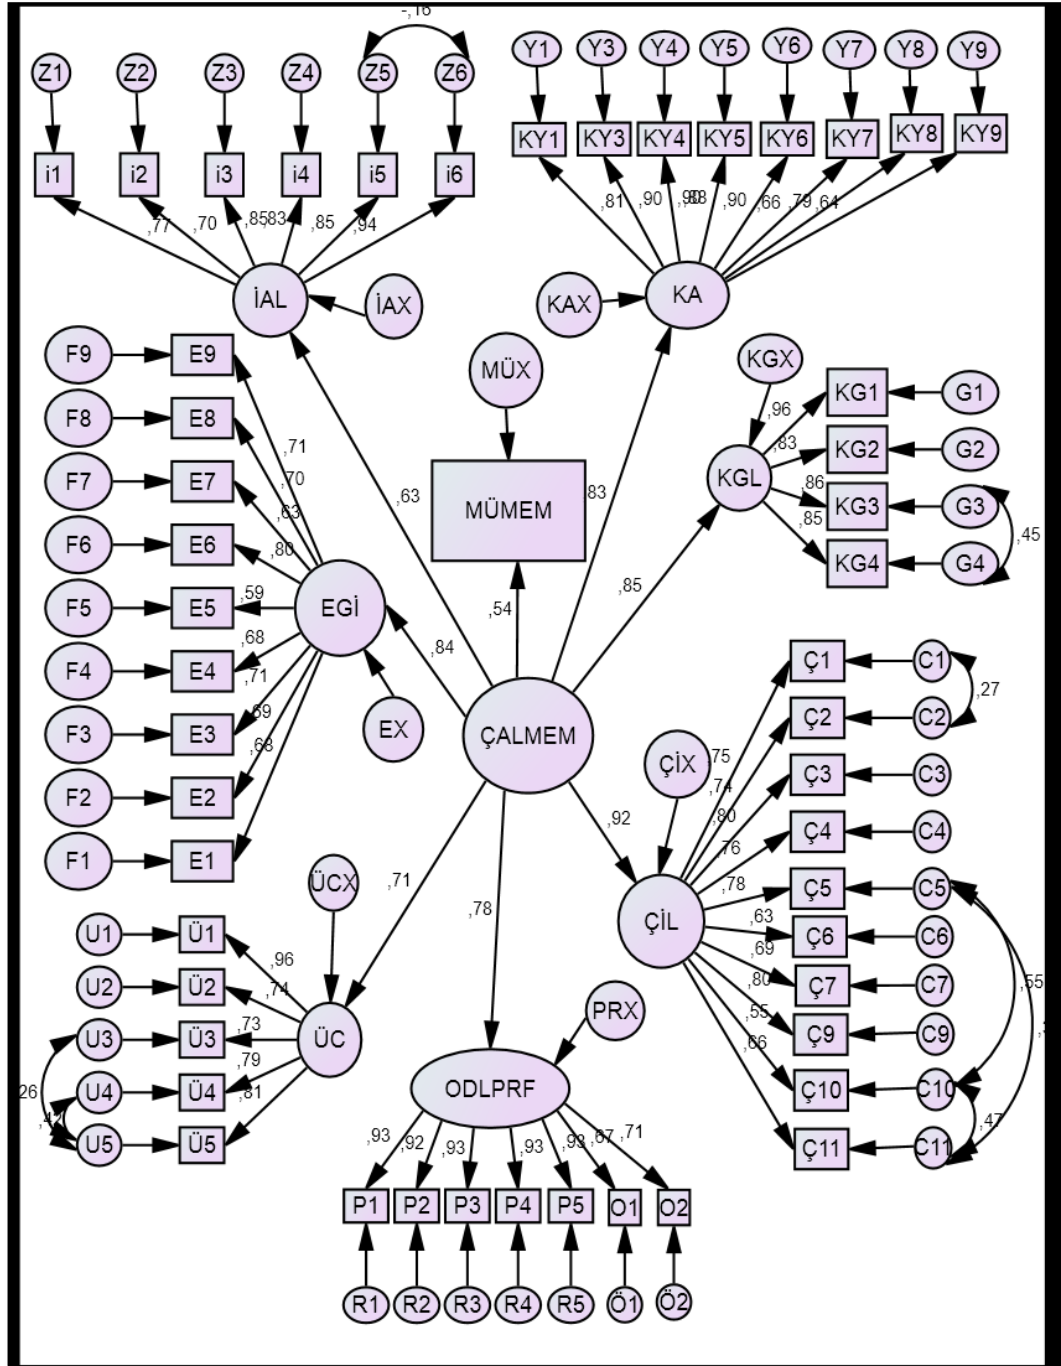 -,16
Z1 Z2 Z3 Z4 Z5 Z6
Y1 Y3 Y4 Y5 Y6 Y7 Y8 Y9
KY1 KY3 KY4 KY5 KY6 KY7 KY8 KY9
i1 i2 i3 i4 i5 i6
,77 ,70 ,85 ,83 ,85 ,94
,81 ,90 ,88 ,90 ,66 ,79 ,64
İAL İAX KAX KA
F9 E9
F8 E8
F7 E7
F6 E6
F5 E5
F4 E4
F3 E3
F2 E2
F1 E1
,71
,70
,63
,80
,59
,68
,71
,68
EGİ
EX
MÜX
MÜMEM
,63
83
,54
,85
,84
ÇALMEM
KGX
KGL
,96
,83
,86
,85
KG1 G1
KG2 G2
KG3 G3
KG4 G4
,45
Ç1 C1
Ç2 C2
Ç3 C3
Ç4 C4
Ç5 C5
Ç6 C6
Ç7 C7
Ç9 C9
Ç10 C10
Ç11 C11
,27
,55
,47
ÇİX
ÇİL
,75
,74
,80
,76
,78
,63
,69
,80
,55
,66
,92
,71
,78
ÜCX
ÜC
U1 Ü1
U2 Ü2
U3 Ü3
U4 Ü4
U5 Ü5
,96
,74
,73
,79
,81
26
PRX
ODLPRF
,93 ,92 ,93 ,93 ,93 ,67 ,71
P1 P2 P3 P4 P5 O1 O2
R1 R2 R3 R4 R5 Ö1 Ö2